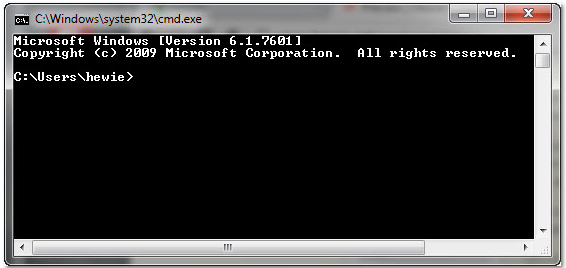 C:\Windows\system32\cmd.exe
Microsoft Windows [Version 6.1.7601]
Copyright (c) 2009 Microsoft Corporation.  All rights reserved.
C:\Users\hewie>